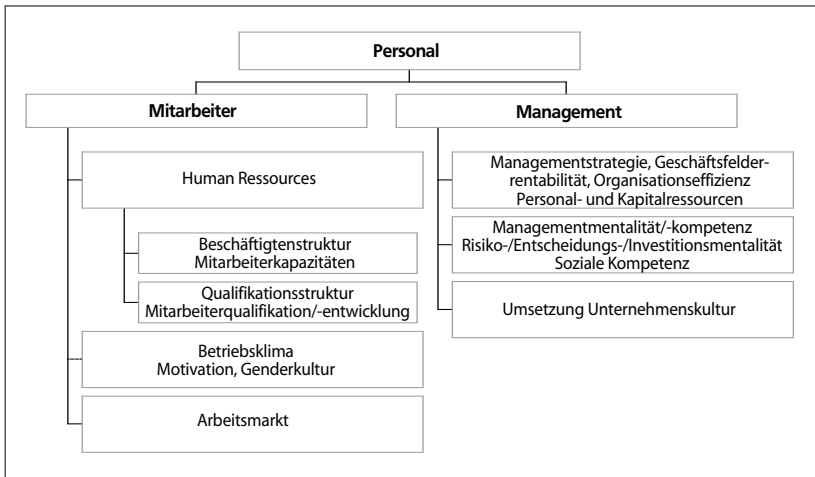 Personal
Mitarbeiter
Human Ressources
Beschäftigtenstruktur
Mitarbeiterkapazitäten
Qualifikationsstruktur
Mitarbeiterqualifikation/-entwicklung
Betriebsklima
Motivation, Genderkultur
Arbeitsmarkt
Management
Managementstrategie, Geschäftsfelder-
rentabilität, Organisationseffizienz
Personal- und Kapitalressourcen
Managementmentalität/-kompetenz
Risiko-/Entscheidungs-/Investitionsmentalität
Soziale Kompetenz
Umsetzung Unternehmenskultur